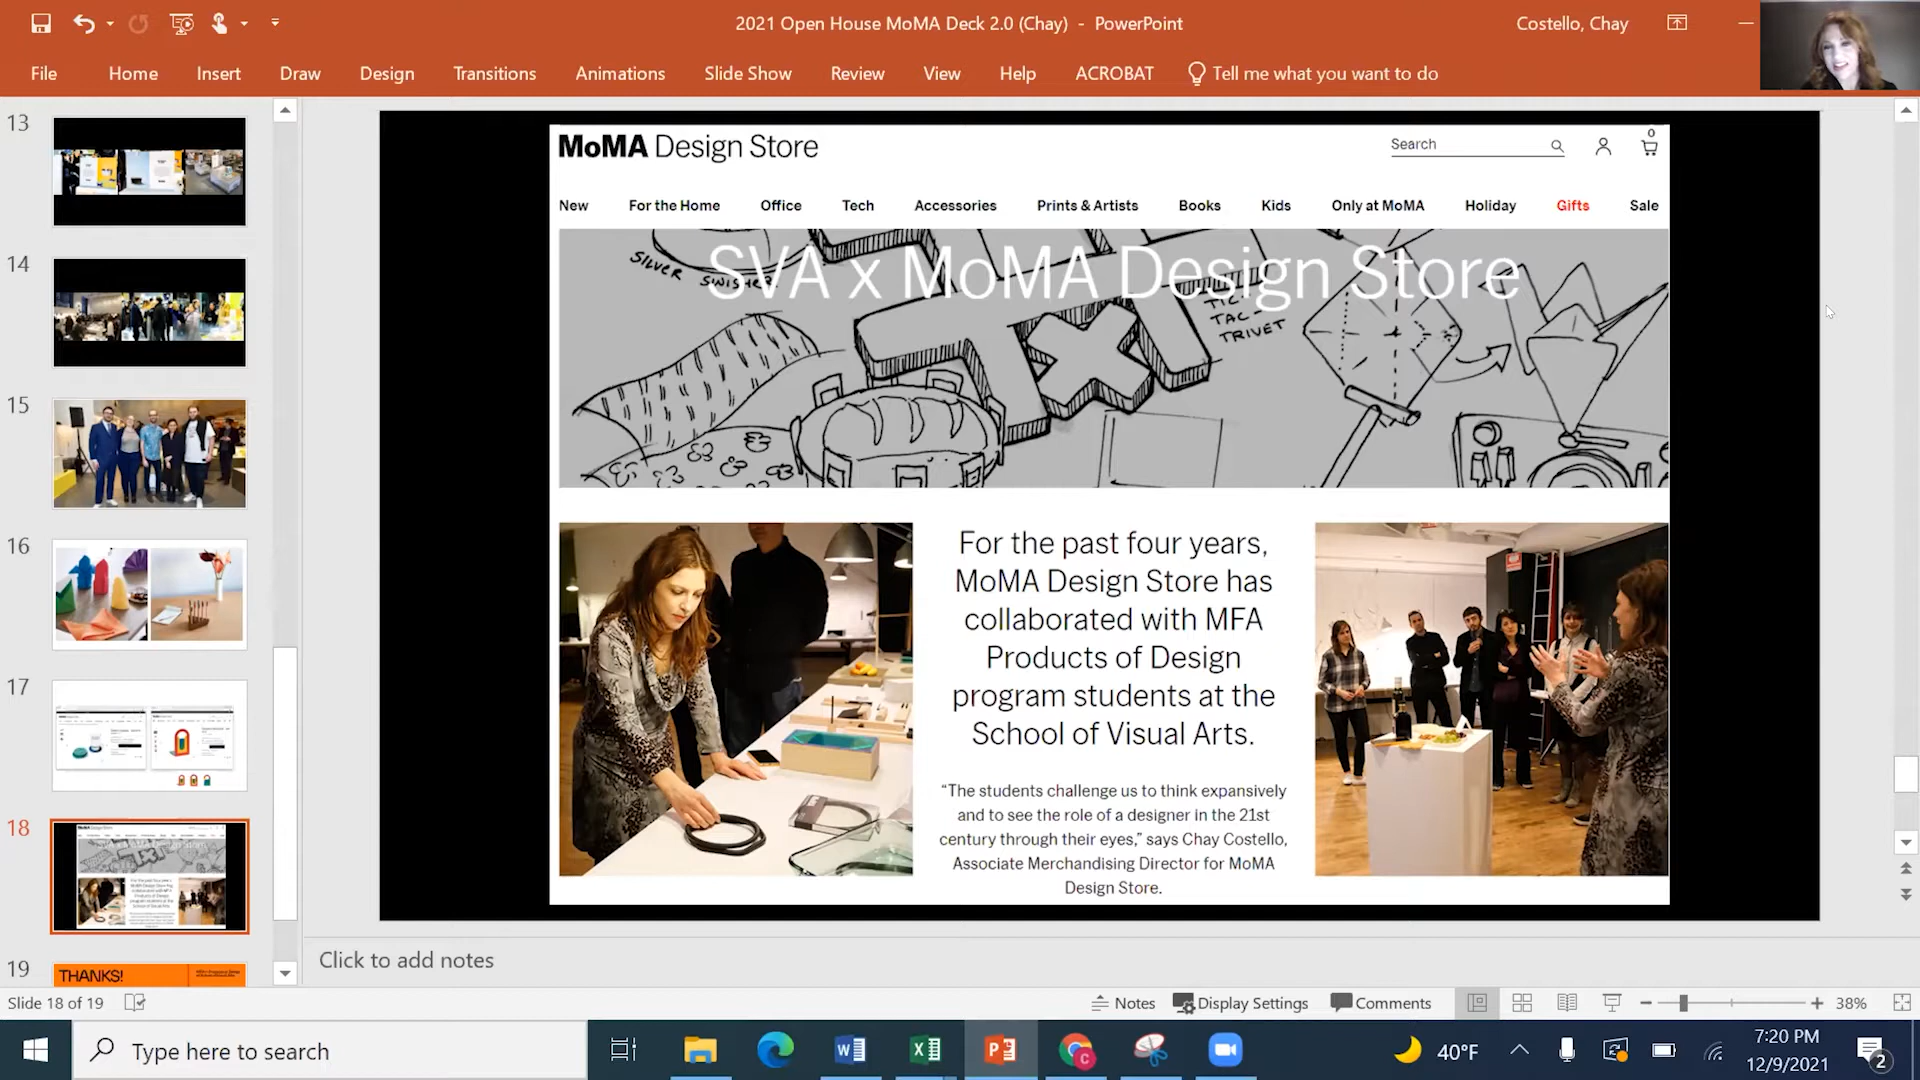 2021 Open House MoMA Deck 2.0 (Chay) - PowerPoint
Costello, Chay
File Home Insert Draw Design Transitions Animations Slide Show Review View Help ACROBAT Tell me what you want to do
13
14
15
16
17
18
19
THANKS!
MoMA Design Store
Search
0
New For the Home Office Tech Accessories Prints & Artists Books Kids Only at MoMA Holiday Gifts Sale
SVA x MoMA Design Store
SILVER
TIC-
TAC-
TRIVET
For the past four years,
MoMA Design Store has
collaborated with MFA
Products of Design
program students at the
School of Visual Arts.
“The students challenge us to think expansively
and to see the role of a designer in the 21st
century through their eyes,” says Chay Costello,
Associate Merchandising Director for MoMA
Design Store.
Click to add notes
Slide 18 of 19
Notes Display Settings Comments 38%
Type here to search
40°F
7:20 PM
12/9/2021
2